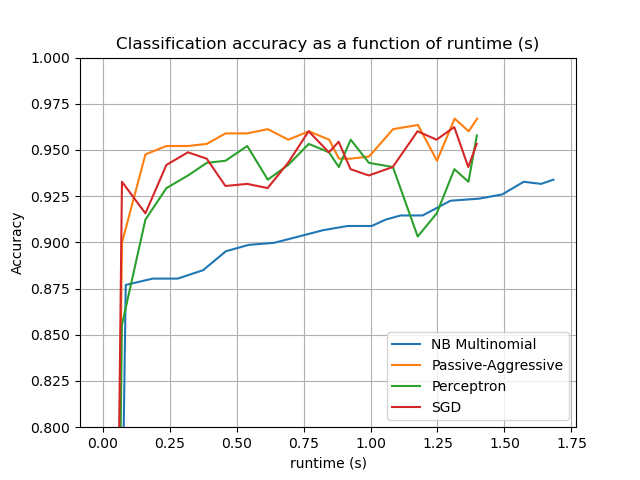 Classification accuracy as a function of runtime (s)
1.000
0.975
0.950
0.925
0.900
0.875
0.850
0.825
0.800
Accuracy
NB Multinomial
Passive-Aggressive
Perceptron
SGD
0.00 0.25 0.50 0.75 1.00 1.25 1.50 1.75
runtime (s)